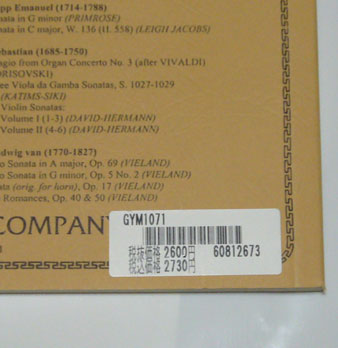 pp Emanuel (1714-1788)
nata in G minor (PRIMROSE)
nata in C major, W. 136 (H. 558) (LEIGH JACOBS)
ebastian (1685-1750)
agio from Organ Concerto No. 3 (after VIVALDI)
ORISOVSKI)
ee Viola da Gamba Sonatas, S. 1027-1029
(KATIMS-SIKI)
Violin Sonatas:
Volume I (1-3) (DAVID-HERMANN)
Volume II (4-6) (DAVID-HERMANN)
dwig van (1770-1827)
o Sonata in A major, Op. 69 (VIELAND)
o Sonata in G minor, Op. 5 No. 2 (VIELAND)
ata (orig. for horn), Op. 17 (VIELAND)
Romances, Op. 40 & 50 (VIELAND)
COMPANY
GYM1071
2600 60812673
2730